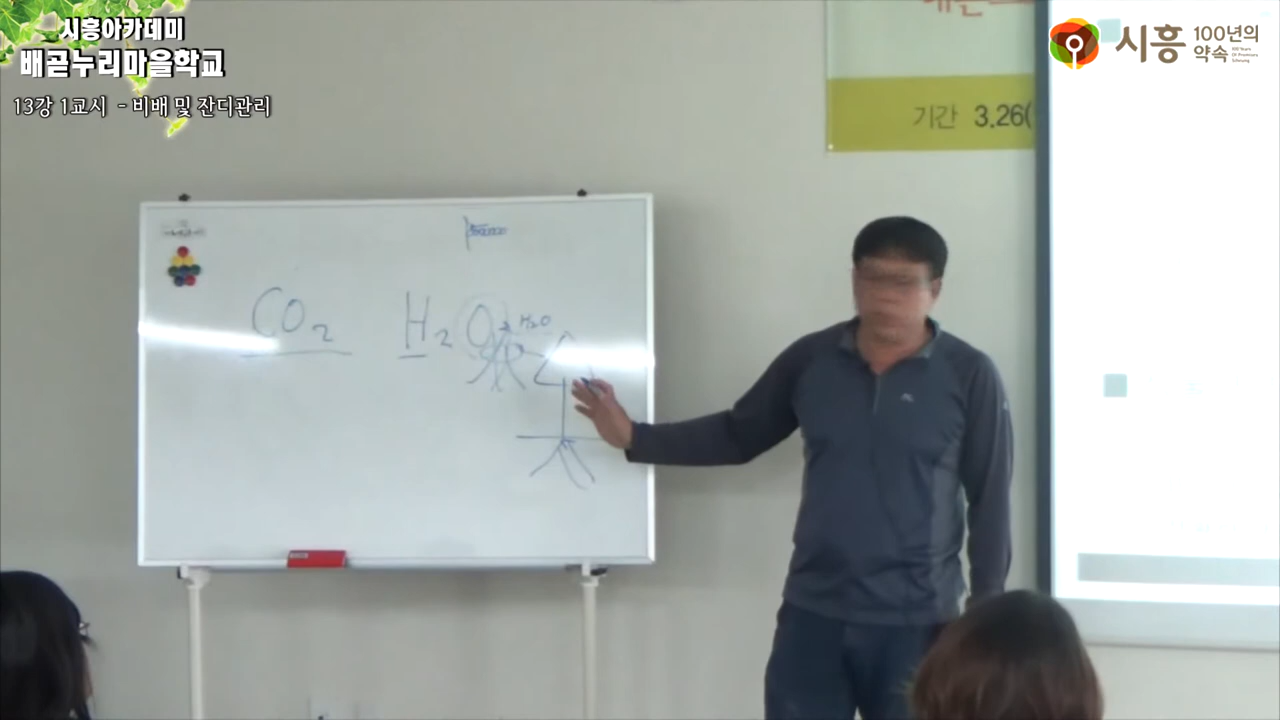 시흥아카데미
배곧누리마을학교
13강 1교시 - 비배 및 잔디관리
시흥 100년의 약속
기간 3.26(
CO₂ H₂O
H₂O